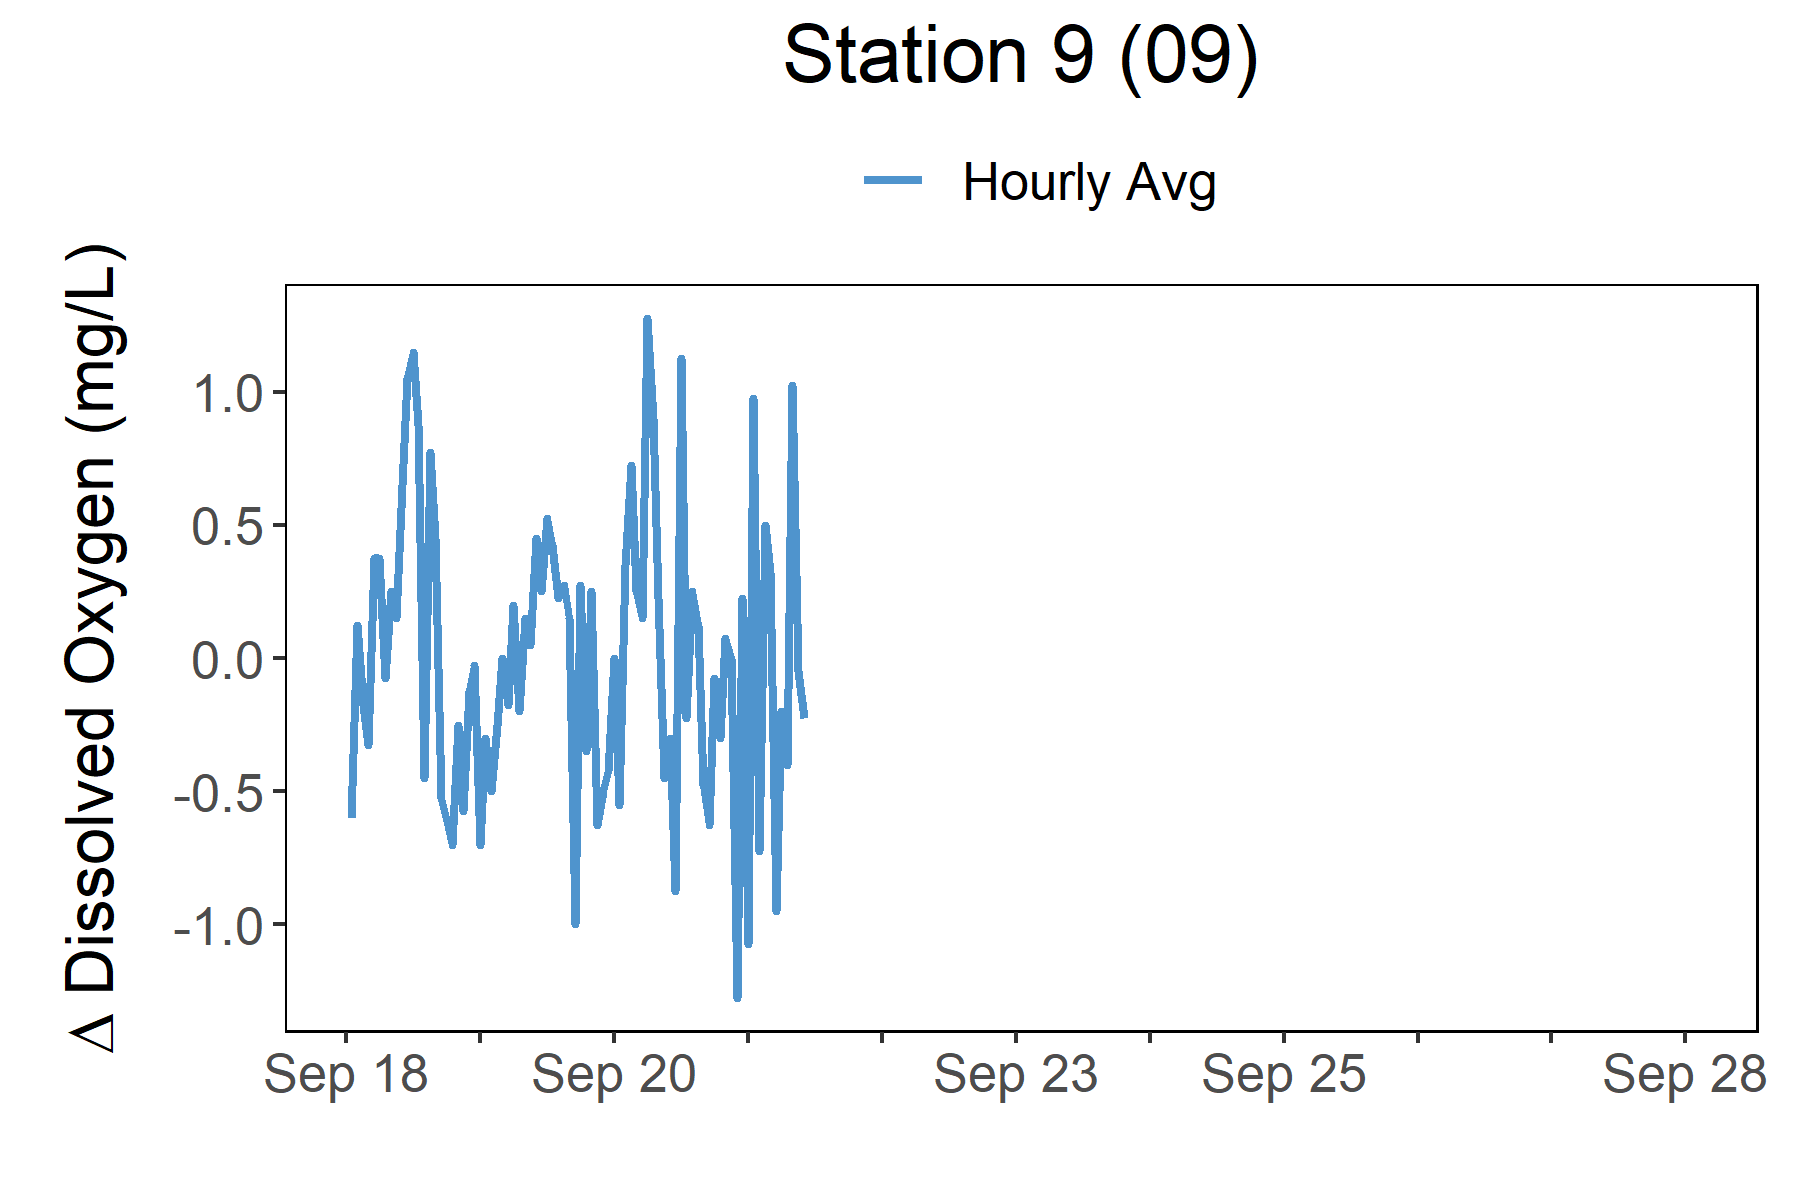 Station 9 (09)
Hourly Avg
Δ Dissolved Oxygen (mg/L)
1.0
0.5
0.0
-0.5
-1.0
Sep 18 Sep 20 Sep 23 Sep 25 Sep 28